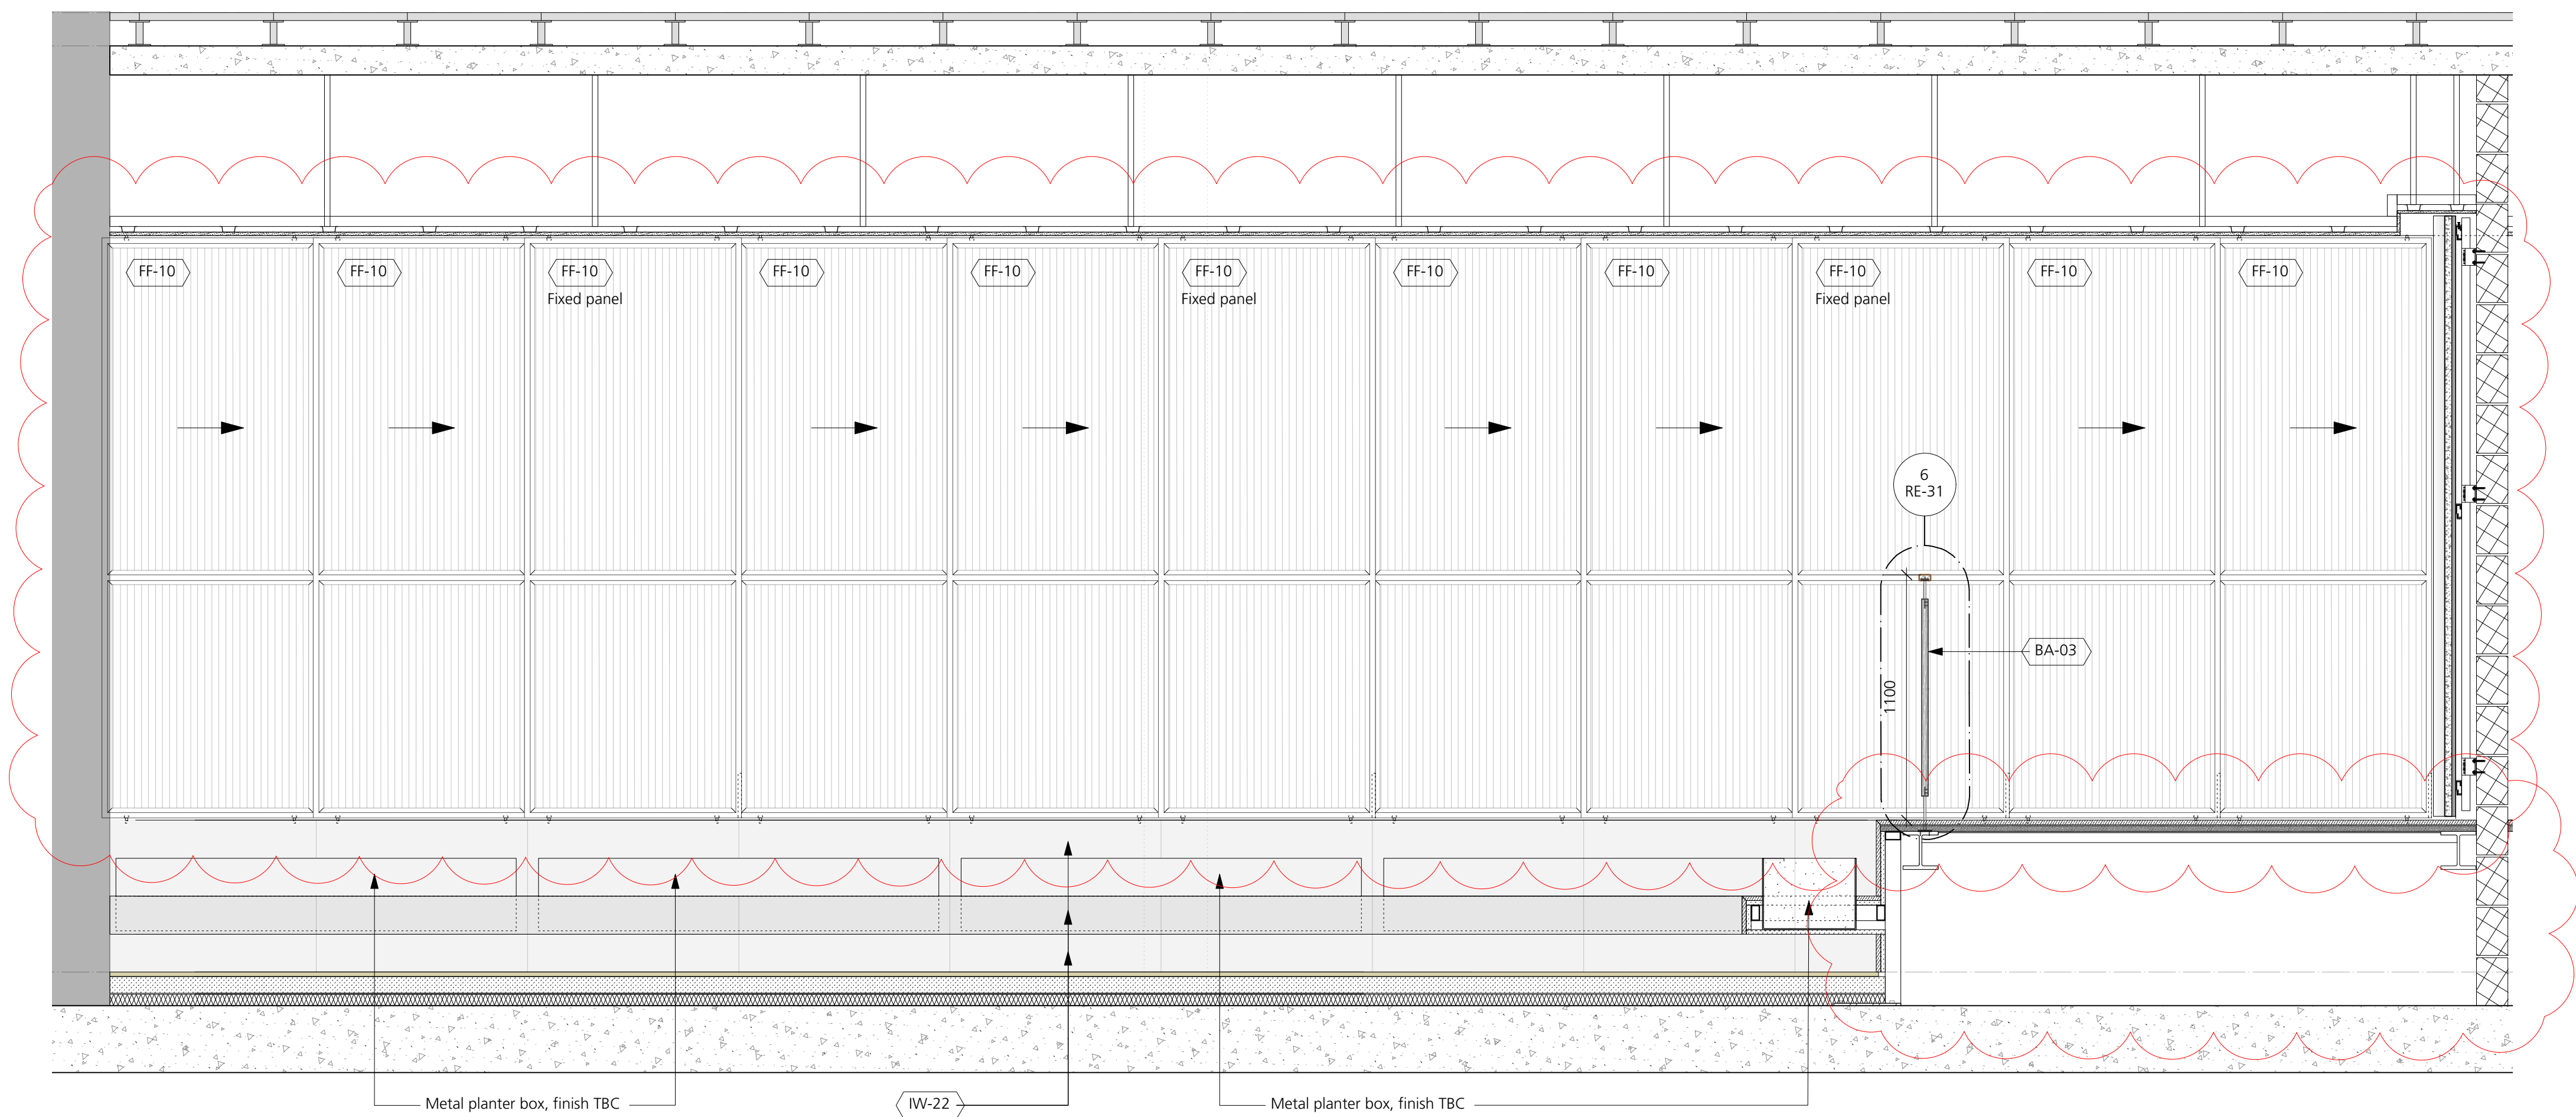 FF-10
FF-10
FF-10
Fixed panel
FF-10
FF-10
FF-10
Fixed panel
FF-10
FF-10
FF-10
Fixed panel
FF-10
FF-10
6
RE-31
BA-03
1100
Metal planter box, finish TBC
IW-22
Metal planter box, finish TBC